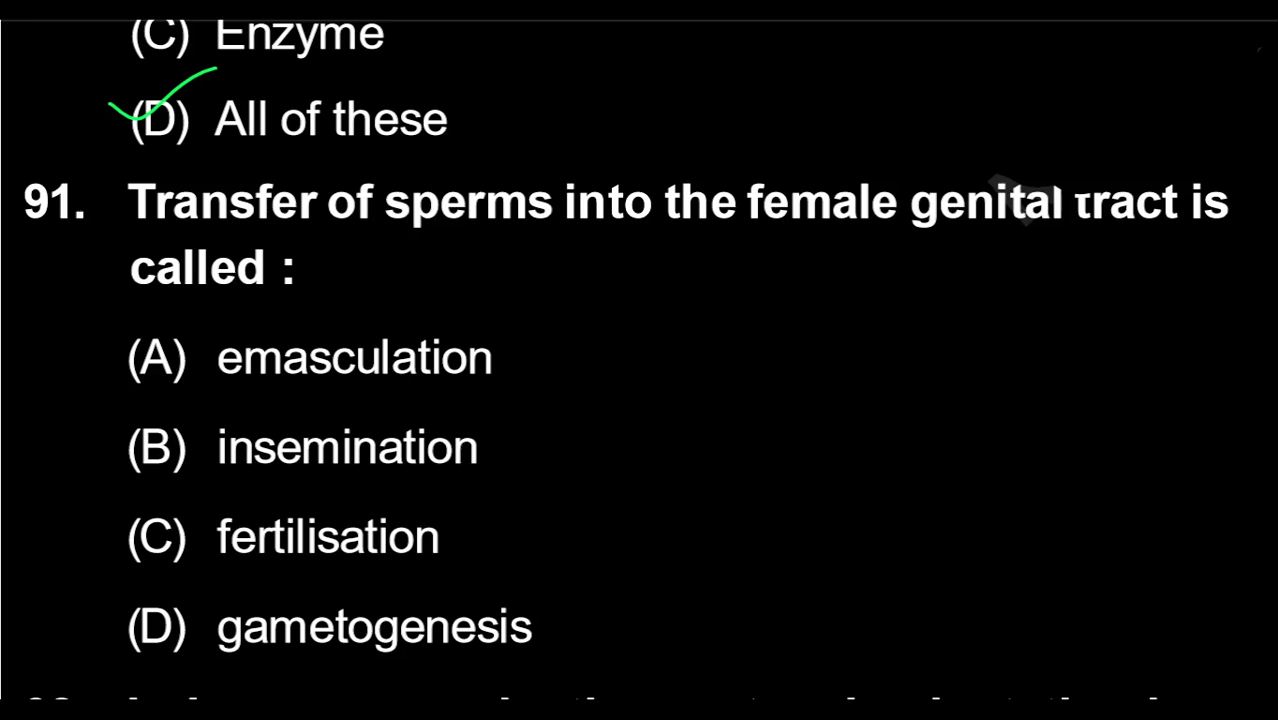 (C) Enzyme
(D) All of these
91. Transfer of sperms into the female genital tract is
called :
(A) emasculation
(B) insemination
(C) fertilisation
(D) gametogenesis